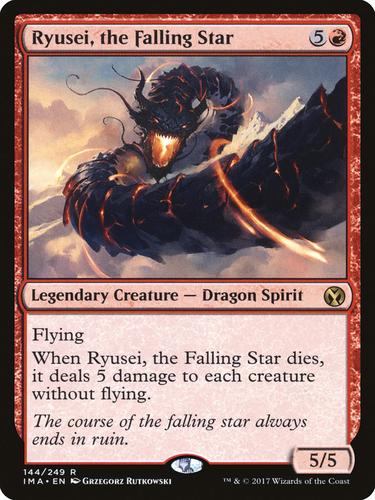 Ryusei, the Falling Star 5
Legendary Creature — Dragon Spirit
Flying
When Ryusei, the Falling Star dies,
it deals 5 damage to each creature
without flying.
The course of the falling star always
ends in ruin.
5/5
144/249 R
IMA • EN Grzegorz Rutkowski
™ & © 2017 Wizards of the Coast